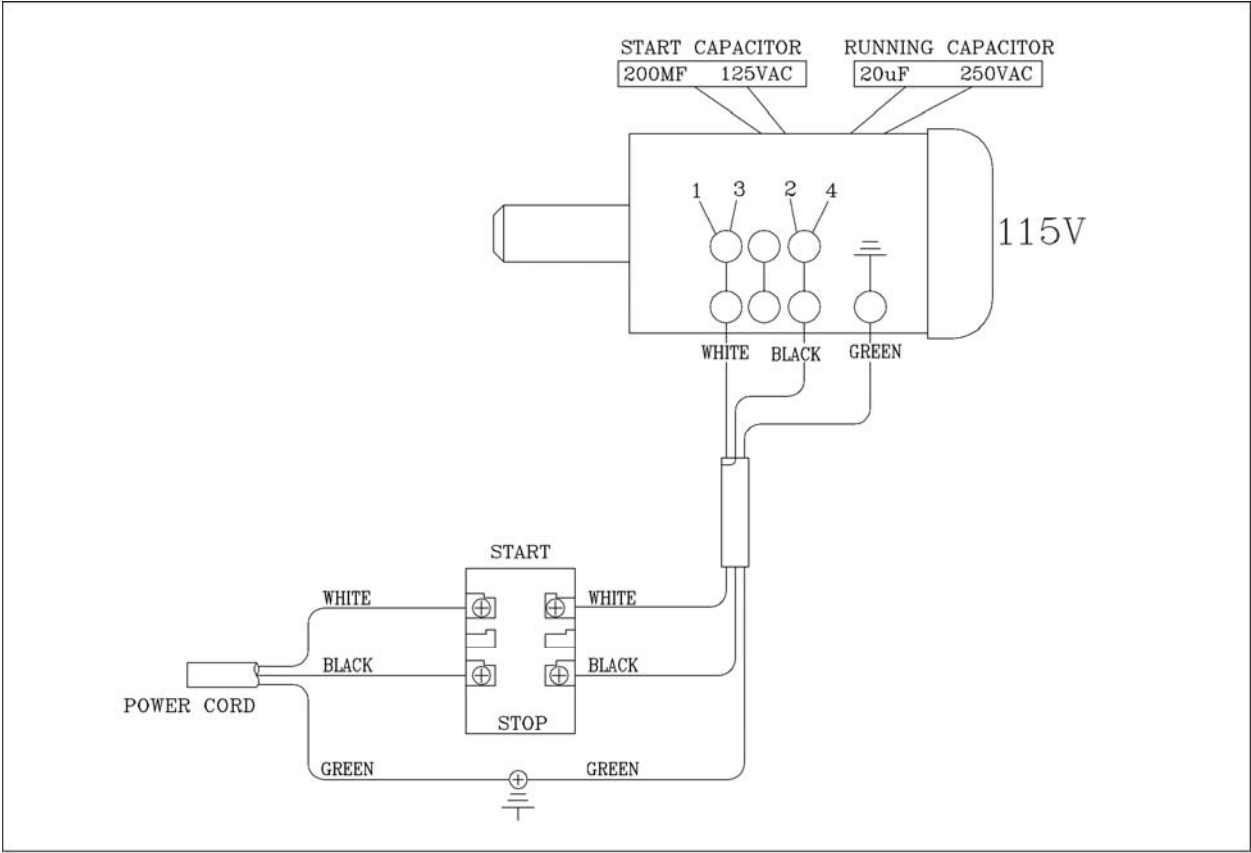 START CAPACITOR
200MF 125VAC
RUNNING CAPACITOR
20uF 250VAC
1 3 2 4
115V
WHITE BLACK GREEN
START
WHITE WHITE
BLACK BLACK
POWER CORD
STOP
GREEN GREEN